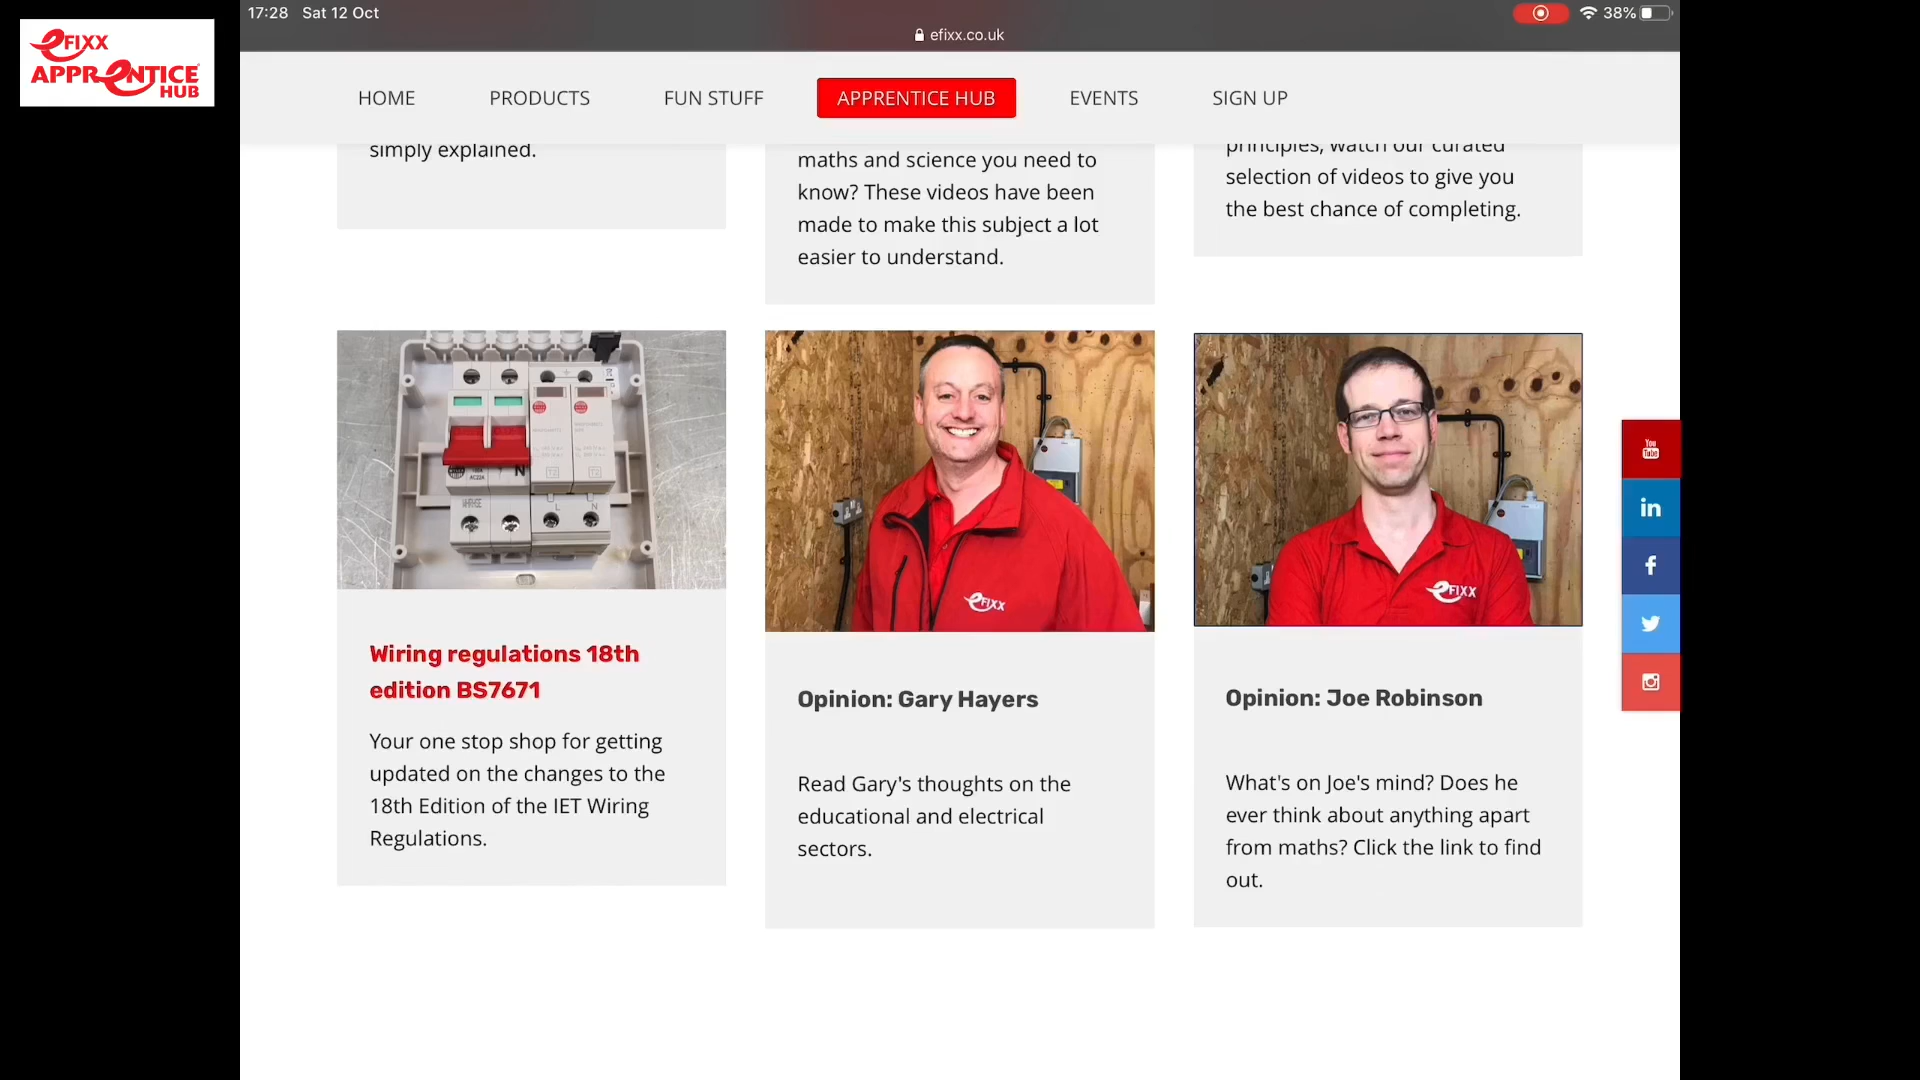 17:28 Sat 12 Oct
38%
efixx.co.uk
eFIXX
APPRENTICE
HUB
HOME PRODUCTS FUN STUFF APPRENTICE HUB EVENTS SIGN UP
simply explained.
maths and science you need to
know? These videos have been
made to make this subject a lot
easier to understand.
principles, watch our curated
selection of videos to give you
the best chance of completing.
N
AC22A
L N
eFIXX
eFIXX
You
Tube
in
f
Wiring regulations 18th
edition BS7671
Your one stop shop for getting
updated on the changes to the
18th Edition of the IET Wiring
Regulations.
Opinion: Gary Hayers
Read Gary's thoughts on the
educational and electrical
sectors.
Opinion: Joe Robinson
What's on Joe's mind? Does he
ever think about anything apart
from maths? Click the link to find
out.